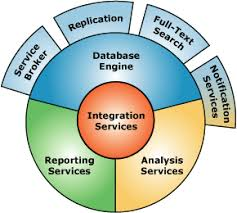 Service
Broker
Replication
Full-Text
Search
Notification
Services
Database
Engine
Integration
Services
Reporting
Services
Analysis
Services